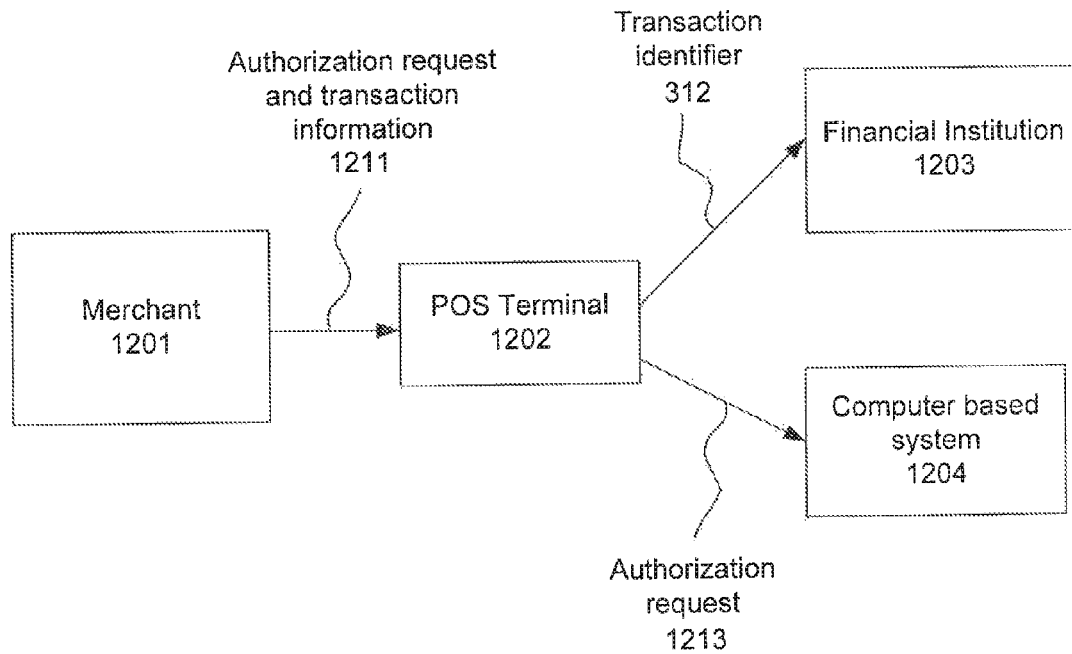 Transaction
identifier
312
Authorization request
and transaction
information
1211
Financial Institution
1203
Merchant
1201
POS Terminal
1202
Computer based
system
1204
Authorization
request
1213